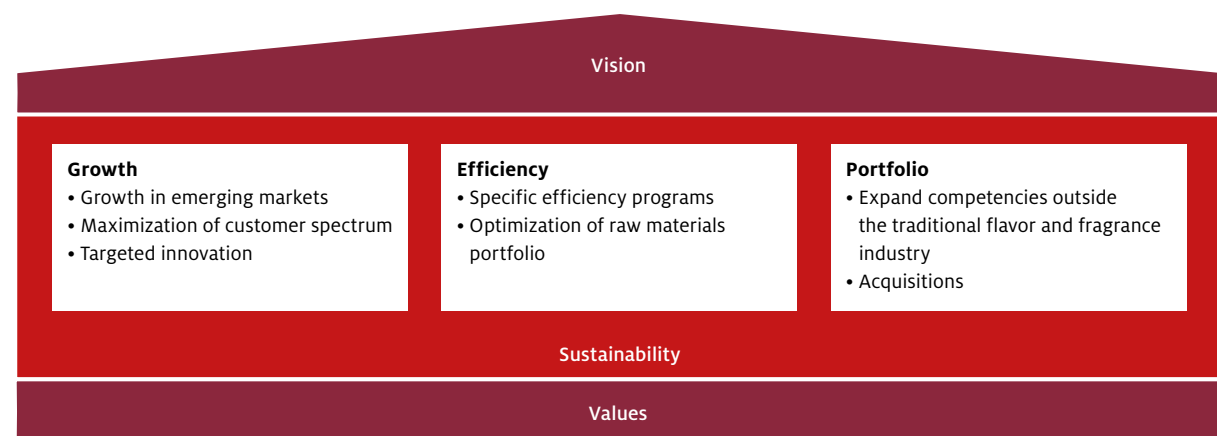 Vision
Growth
• Growth in emerging markets
• Maximization of customer spectrum
• Targeted innovation
Efficiency
• Specific efficiency programs
• Optimization of raw materials
portfolio
Portfolio
• Expand competencies outside
the traditional flavor and fragrance
industry
• Acquisitions
Sustainability
Values